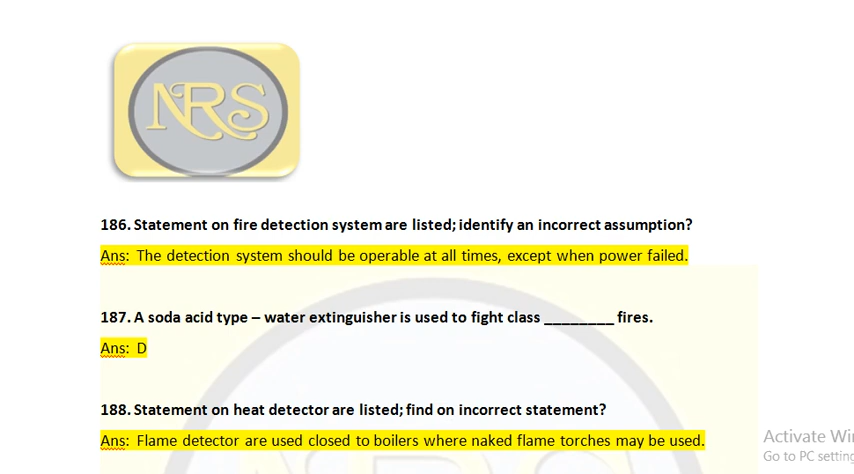 NRS
186. Statement on fire detection system are listed; identify an incorrect assumption?
Ans: The detection system should be operable at all times, except when power failed.
187. A soda acid type – water extinguisher is used to fight class ________ fires.
Ans: D
188. Statement on heat detector are listed; find on incorrect statement?
Ans: Flame detector are used closed to boilers where naked flame torches may be used.
Activate Wi
Go to PC setting